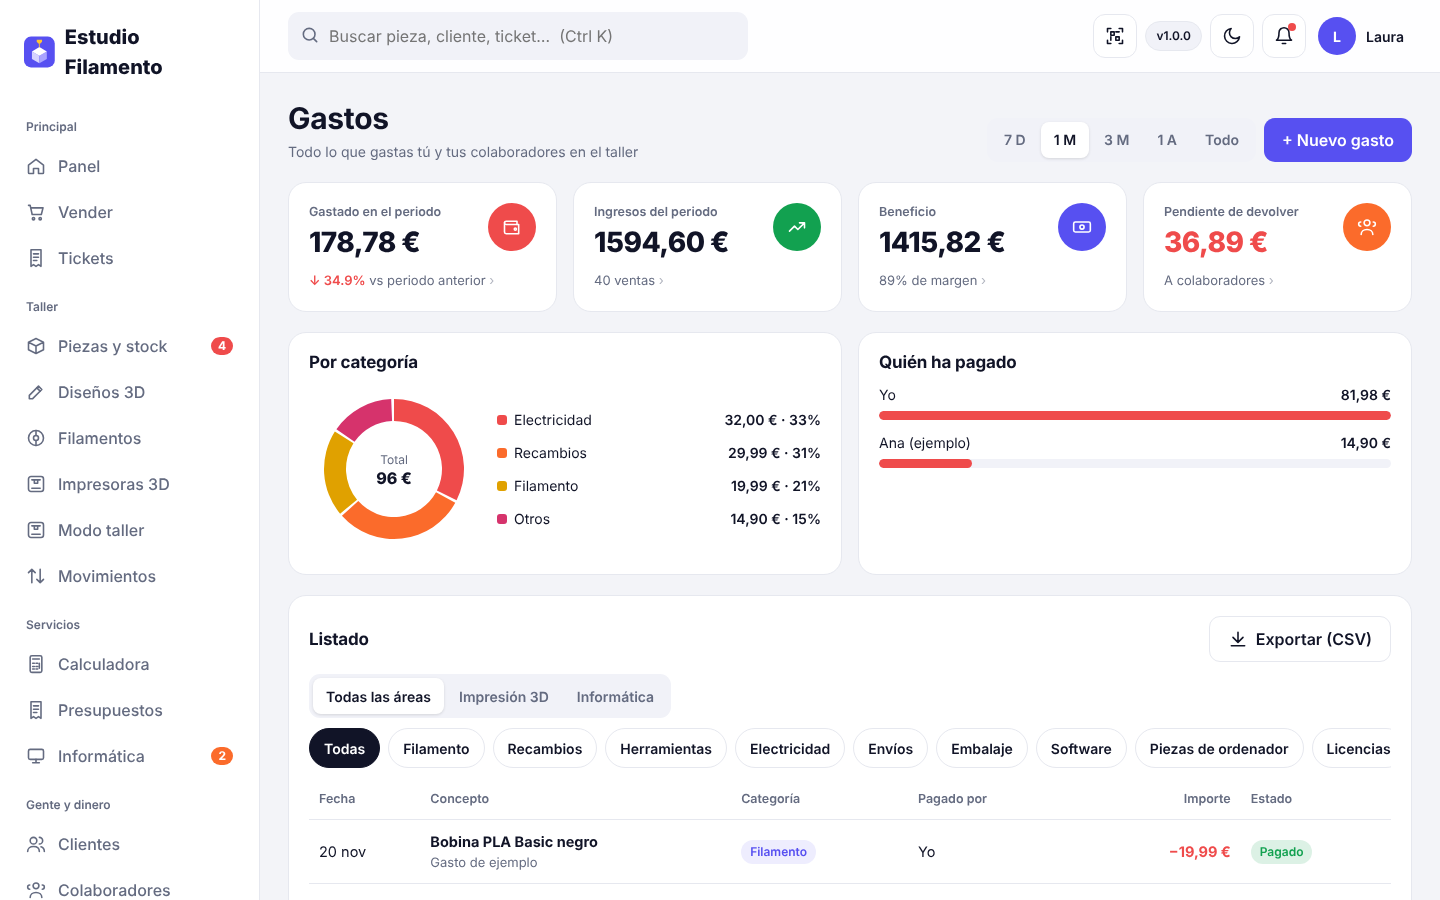 Estudio
Filamento
Principal
Panel
Vender
Tickets
Taller
Piezas y stock 4
Diseños 3D
Filamentos
Impresoras 3D
Modo taller
Movimientos
Servicios
Calculadora
Presupuestos
Informática 2
Gente y dinero
Clientes
Colaboradores
Buscar pieza, cliente, ticket... (Ctrl K)
v1.0.0
L Laura
Gastos
Todo lo que gastas tú y tus colaboradores en el taller
7 D 1 M 3 M 1 A Todo
+ Nuevo gasto
Gastado en el periodo
178,78 €
↓ 34.9% vs periodo anterior ›
Ingresos del periodo
1594,60 €
40 ventas ›
Beneficio
1415,82 €
89% de margen ›
Pendiente de devolver
36,89 €
A colaboradores ›
Por categoría
Total
96 €
Electricidad 32,00 € · 33%
Recambios 29,99 € · 31%
Filamento 19,99 € · 21%
Otros 14,90 € · 15%
Quién ha pagado
Yo 81,98 €
Ana (ejemplo) 14,90 €
Listado
Exportar (CSV)
Todas las áreas Impresión 3D Informática
Todas Filamento Recambios Herramientas Electricidad Envíos Embalaje Software Piezas de ordenador Licencias
Fecha Concepto Categoría Pagado por Importe Estado
20 nov Bobina PLA Basic negro Filamento Yo −19,99 € Pagado
Gasto de ejemplo